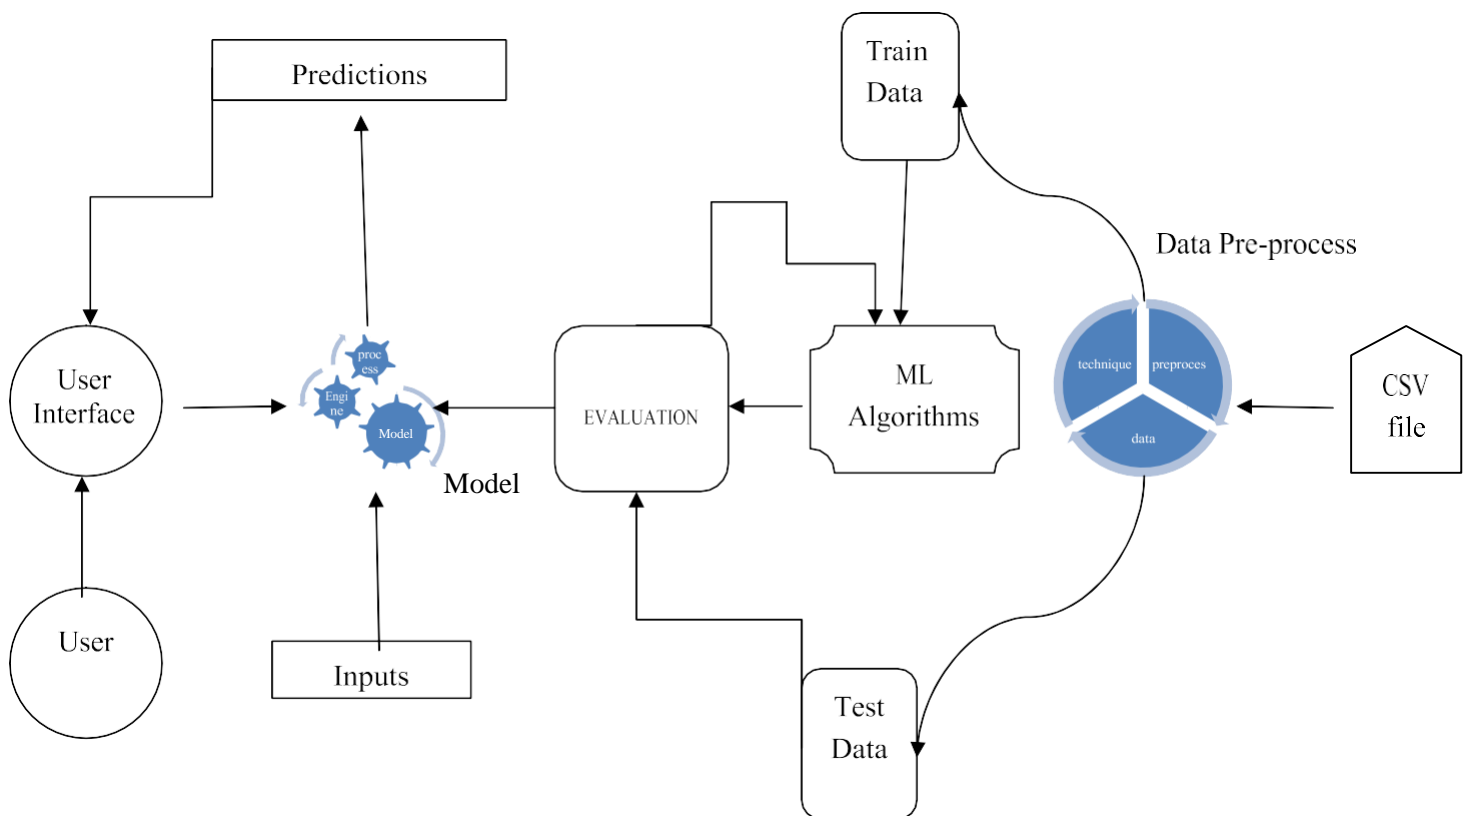 Predictions
Train
Data
Data Pre-process
User
Interface
proc
ess
Engi
ne
Model
Model
EVALUATION
ML
Algorithms
technique
preproces
data
CSV
file
User
Inputs
Test
Data